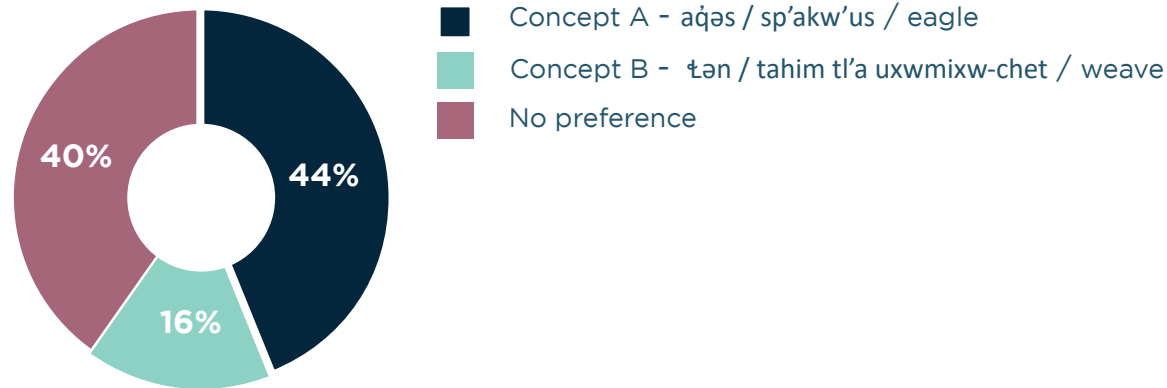 Concept A - aq̓əs / sp’akw’us / eagle
Concept B - ɬən / tahim tl’a uxwmixw-chet / weave
No preference
40%
44%
16%